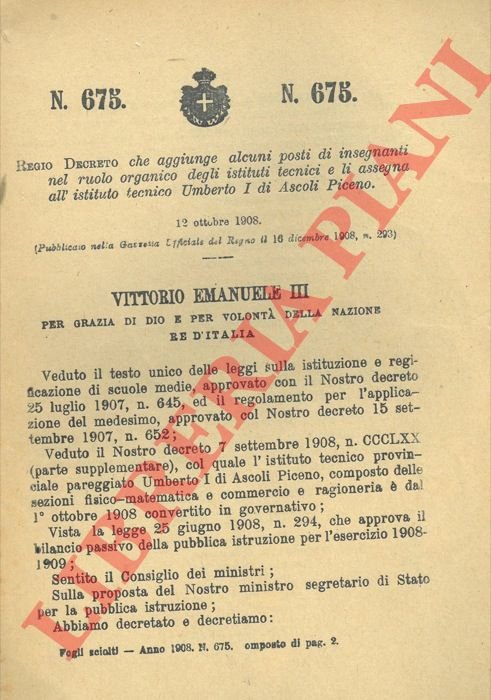 N. 675.
N. 675.
REGIO DECRETO che aggiunge alcuni posti di insegnanti
nel ruolo organico degli istituti tecnici e li assegna
all' istituto tecnico Umberto I di Ascoli Piceno.
12 ottobre 1908.
(Pubblicato nella Gazzetta Ufficiale del Regno il 16 dicembre 1908, n. 293)
VITTORIO EMANUELE III
PER GRAZIA DI DIO E PER VOLONTÀ DELLA NAZIONE
RE D'ITALIA
Veduto il testo unico delle leggi sulla istituzione e regi-
ficazione di scuole medie, approvato con il Nostro decreto
25 luglio 1907, n. 645, ed il regolamento per l'applica-
zione del medesimo, approvato col Nostro decreto 15 set-
tembre 1907, n. 652;
Veduto il Nostro decreto 7 settembre 1908, n. CCCLXX
(parte supplementare), col quale l' istituto tecnico provin-
ciale pareggiato Umberto I di Ascoli Piceno, composto delle
sezioni fisico-matematica e commercio e ragioneria è dal
1° ottobre 1908 convertito in governativo;
Vista la legge 25 giugno 1908, n. 294, che approva il
bilancio passivo della pubblica istruzione per l'esercizio 1908-
1909;
Sentito il Consiglio dei ministri;
Sulla proposta del Nostro ministro segretario di Stato
per la pubblica istruzione;
Abbiamo decretato e decretiamo:
Fogli sciolti — Anno 1908. N. 675. omposto di pag. 2.
LIBRERIA PIANI